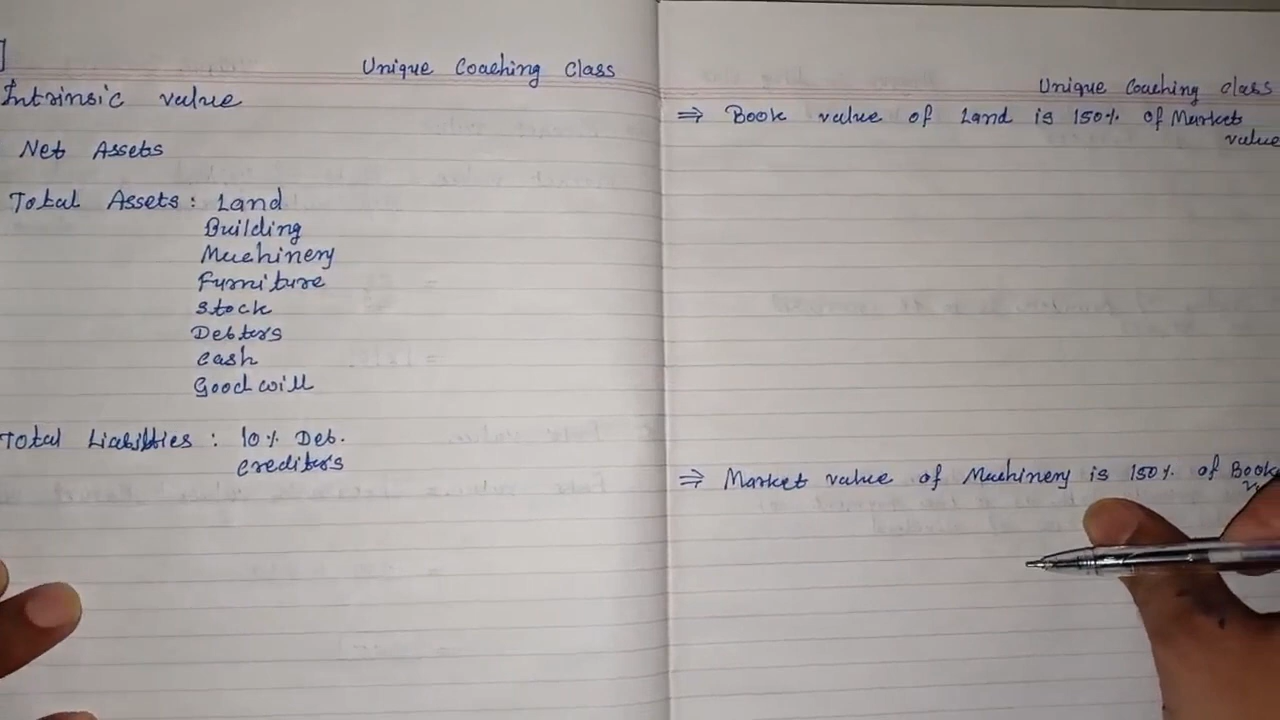 Unique Coaching Class
Intrinsic value
Net Assets
Total Assets : Land
Building
Machinery
Furniture
Stock
Debtors
Cash
Goodwill
Total Liabilities : 10% Deb.
Creditors
Unique Coaching Class
⇒ Book value of Land is 150% of Market
value
⇒ Market value of Machinery is 150% of Book